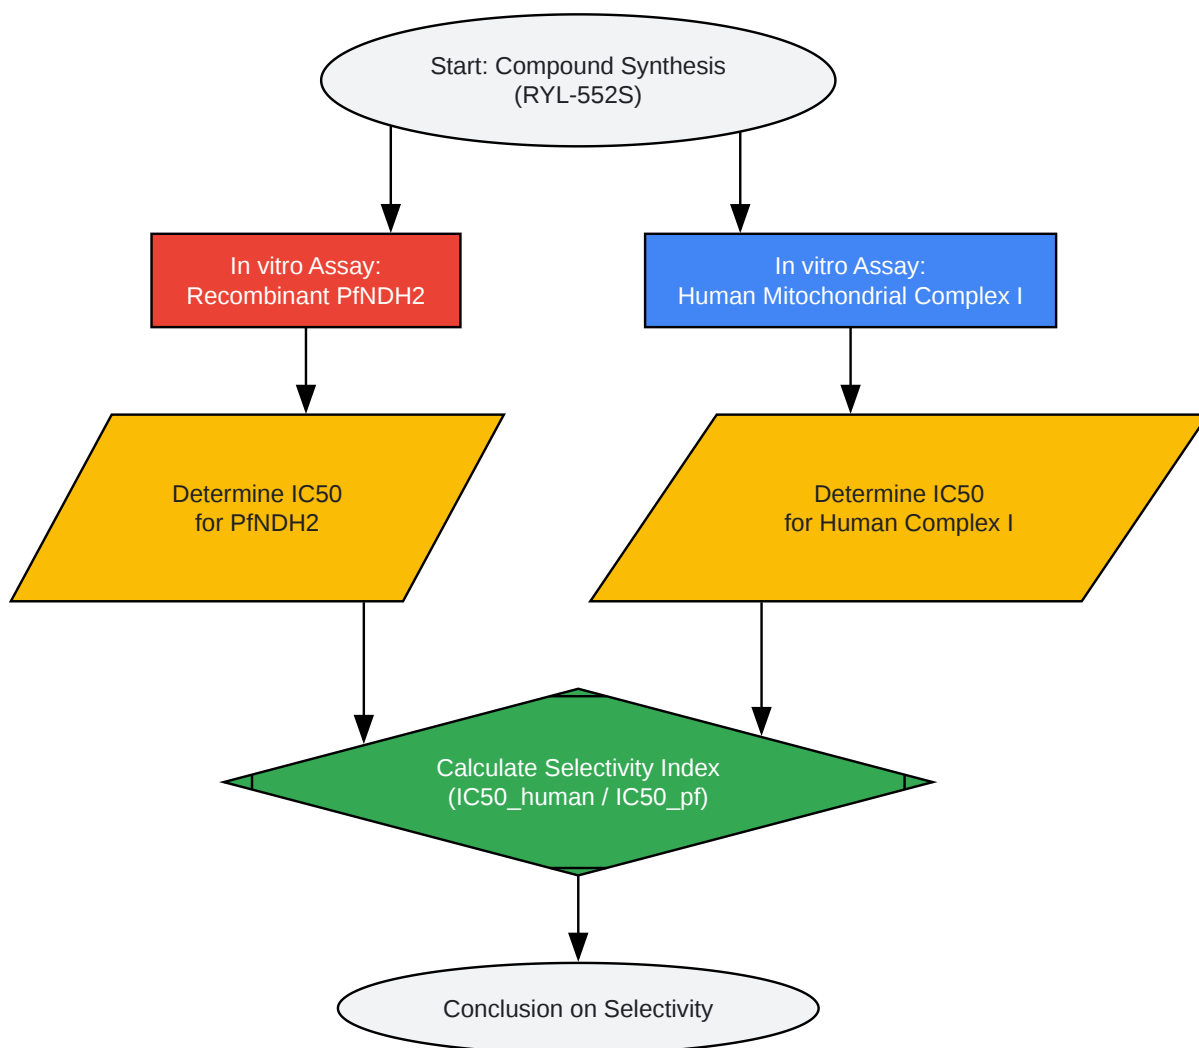 Start: Compound Synthesis
(RYL-552S)
In vitro Assay:
Recombinant PfNDH2
In vitro Assay:
Human Mitochondrial Complex I
Determine IC50
for PfNDH2
Determine IC50
for Human Complex I
Calculate Selectivity Index
(IC50_human / IC50_pf)
Conclusion on Selectivity